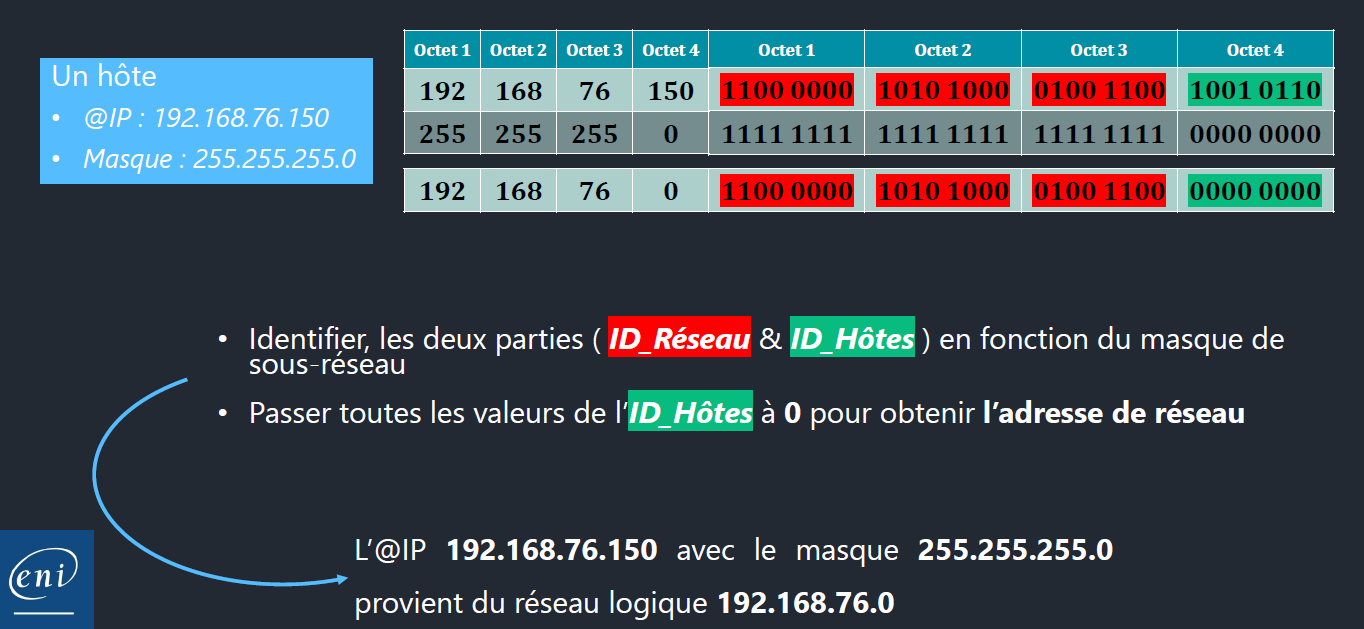 Un hôte
• @IP : 192.168.76.150
• Masque : 255.255.255.0
Octet 1 Octet 2 Octet 3 Octet 4 Octet 1 Octet 2 Octet 3 Octet 4
192 168 76 150 1100 0000 1010 1000 0100 1100 1001 0110
255 255 255 0 1111 1111 1111 1111 1111 1111 0000 0000
192 168 76 0 1100 0000 1010 1000 0100 1100 0000 0000
• Identifier, les deux parties ( ID_Réseau & ID_Hôtes ) en fonction du masque de
sous-réseau
• Passer toutes les valeurs de l’ID_Hôtes à 0 pour obtenir l’adresse de réseau
L’@IP 192.168.76.150 avec le masque 255.255.255.0
provient du réseau logique 192.168.76.0
eni